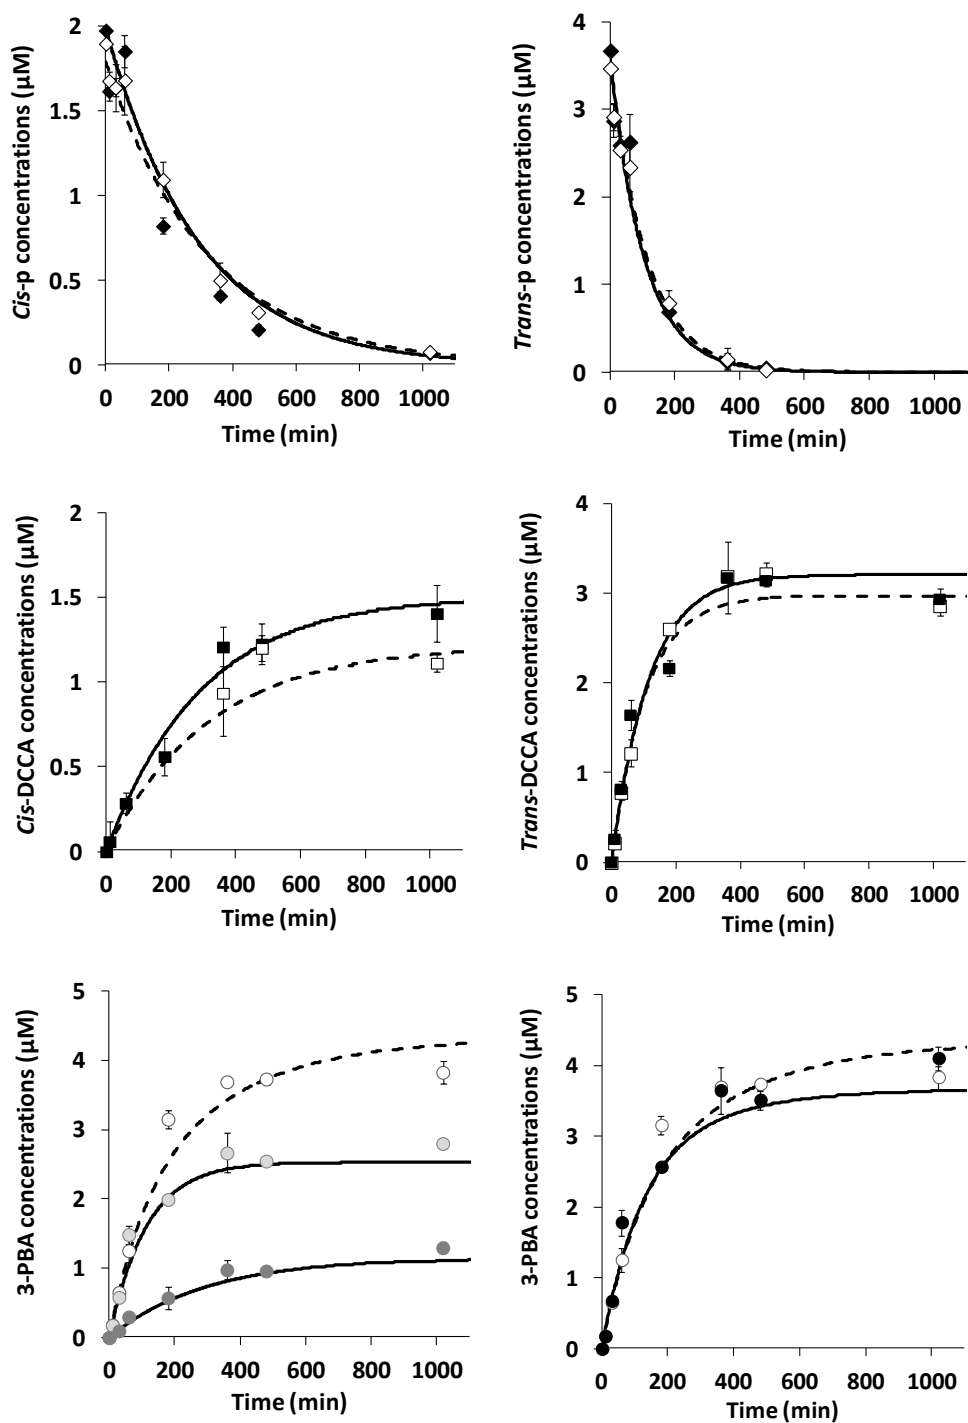 Cis-p concentrations (µM)
2
1.5
1
0.5
0
0 200 400 600 800 1000
Time (min)
Trans-p concentrations (µM)
4
3
2
1
0
0 200 400 600 800 1000
Time (min)
Cis-DCCA concentrations (µM)
2
1.5
1
0.5
0
0 200 400 600 800 1000
Time (min)
Trans-DCCA concentrations (µM)
4
3
2
1
0
0 200 400 600 800 1000
Time (min)
3-PBA concentrations (µM)
5
4
3
2
1
0
0 200 400 600 800 1000
Time (min)
3-PBA concentrations (µM)
5
4
3
2
1
0
0 200 400 600 800 1000
Time (min)